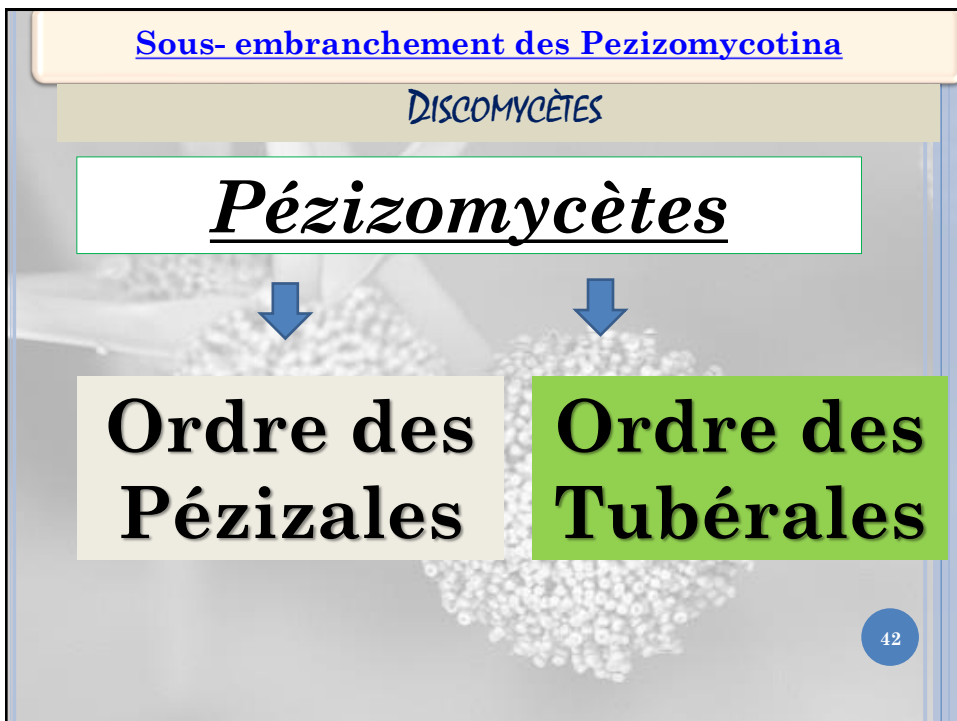 Sous- embranchement des Pezizomycotina
DISCOMYCÈTES
Pézizomycètes
Ordre des
Pézizales
Ordre des
Tubérales
42